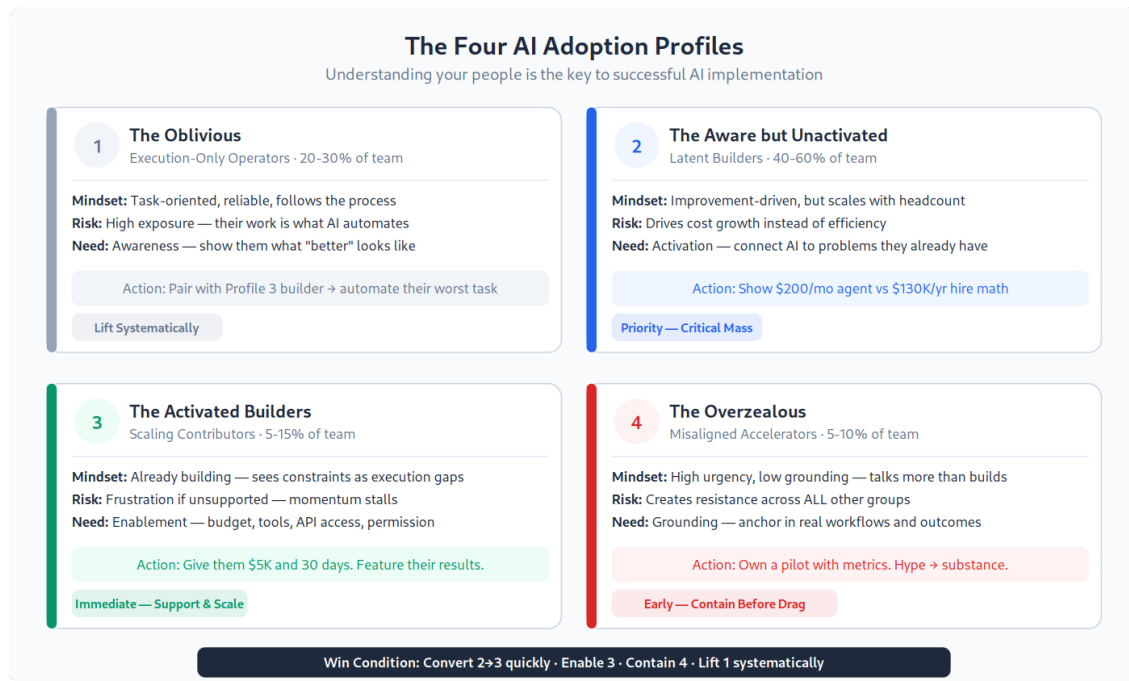 The Four AI Adoption Profiles
Understanding your people is the key to successful AI implementation
1
The Oblivious
Execution-Only Operators · 20-30% of team
Mindset: Task-oriented, reliable, follows the process
Risk: High exposure — their work is what AI automates
Need: Awareness — show them what "better" looks like
Action: Pair with Profile 3 builder → automate their worst task
Lift Systematically
2
The Aware but Unactivated
Latent Builders · 40-60% of team
Mindset: Improvement-driven, but scales with headcount
Risk: Drives cost growth instead of efficiency
Need: Activation — connect AI to problems they already have
Action: Show $200/mo agent vs $130K/yr hire math
Priority — Critical Mass
3
The Activated Builders
Scaling Contributors · 5-15% of team
Mindset: Already building — sees constraints as execution gaps
Risk: Frustration if unsupported — momentum stalls
Need: Enablement — budget, tools, API access, permission
Action: Give them $5K and 30 days. Feature their results.
Immediate — Support & Scale
4
The Overzealous
Misaligned Accelerators · 5-10% of team
Mindset: High urgency, low grounding — talks more than builds
Risk: Creates resistance across ALL other groups
Need: Grounding — anchor in real workflows and outcomes
Action: Own a pilot with metrics. Hype → substance.
Early — Contain Before Drag
Win Condition: Convert 2→3 quickly · Enable 3 · Contain 4 · Lift 1 systematically